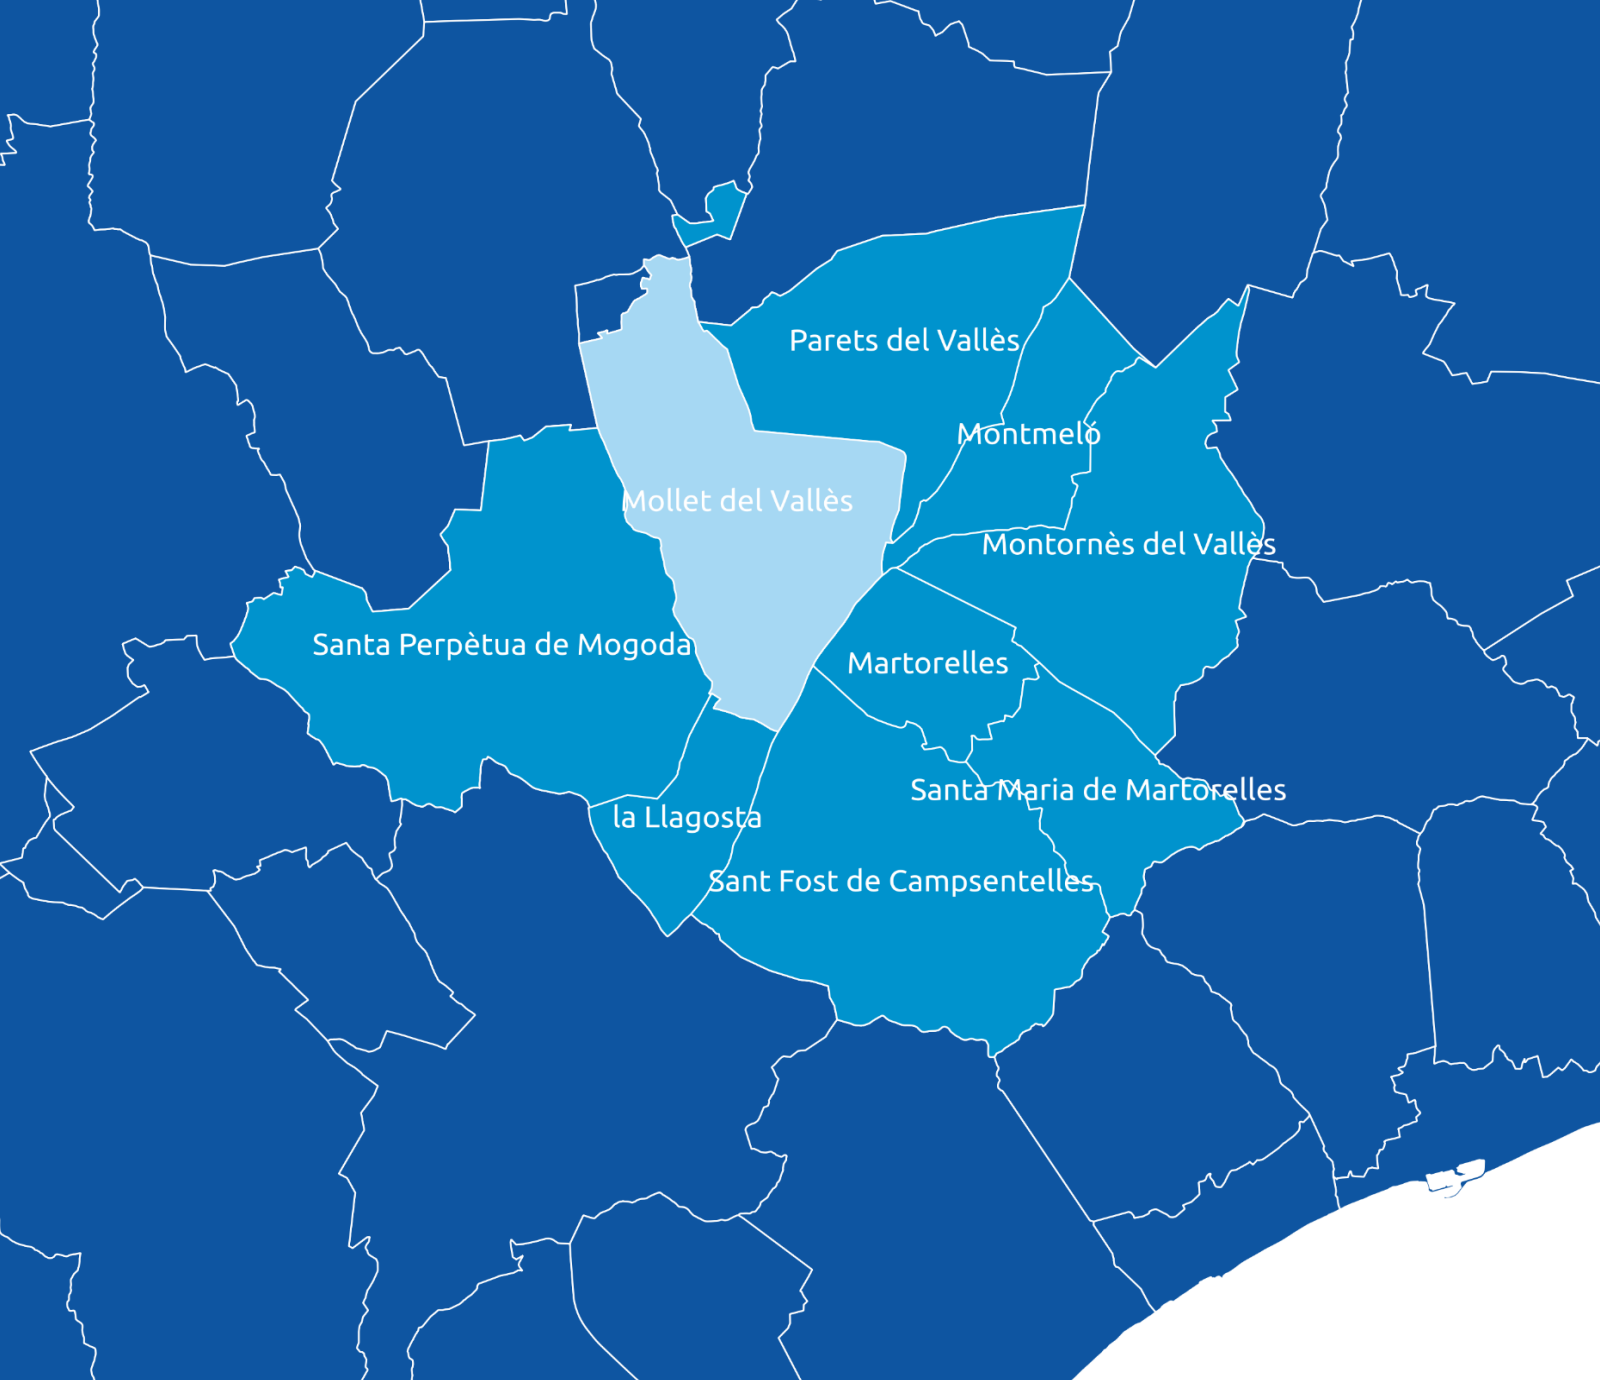 Parets del Vallès
Montmeló
Mollet del Vallès
Montornès del Vallès
Santa Perpètua de Mogoda
Martorelles
Santa Maria de Martorelles
la Llagosta
Sant Fost de Campsentelles